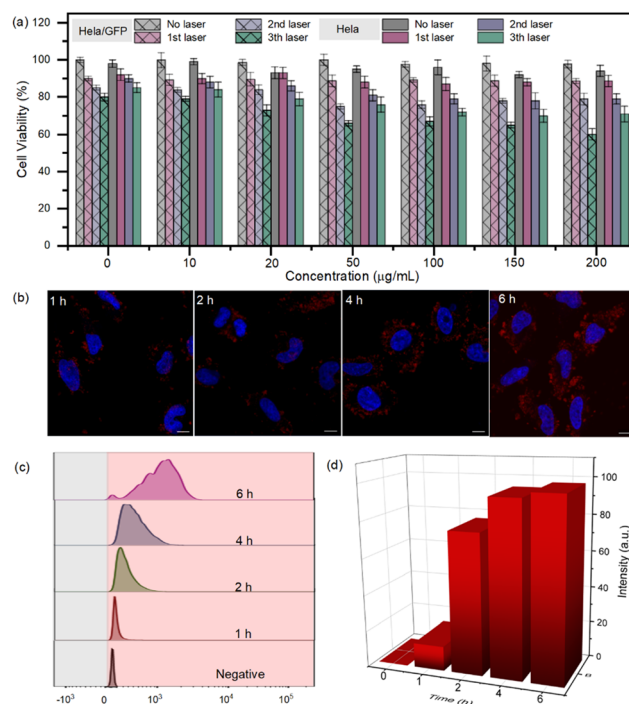 (a)
Hela/GFP
No laser 2nd laser
1st laser 3th laser
Hela
No laser 2nd laser
1st laser 3th laser
Cell Viability (%)
120
100
80
60
40
20
0
0 10 20 50 100 150 200
Concentration (μg/mL)
(b)
1 h 2 h 4 h 6 h
(c)
6 h
4 h
2 h
1 h
Negative
-10³ 0 10³ 10⁴ 10⁵
(d)
100
80
60
40
20
0
Intensity (a.u.)
0 1 2 4 6
Time (h)